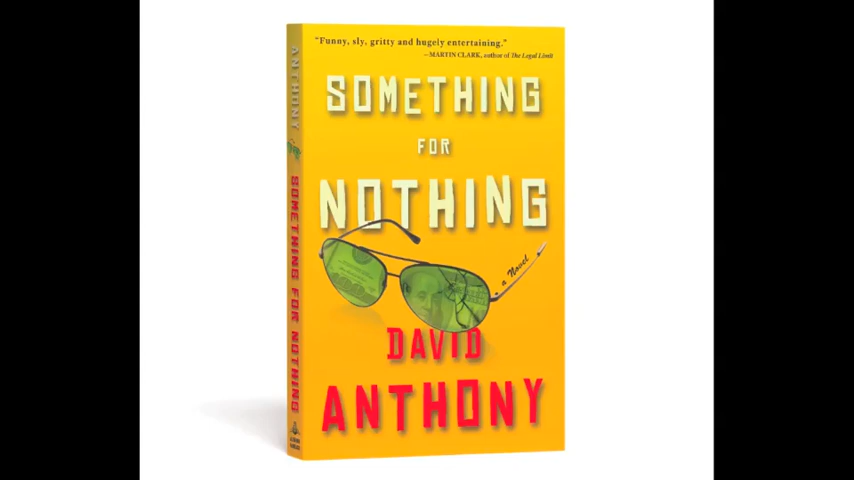 "Funny, sly, gritty and hugely entertaining."
—MARTIN CLARK, author of The Legal Limit
SOMETHING
FOR
NOTHING
a Novel
DAVID
ANTHONY
ANTHONY
SOMETHING FOR NOTHING